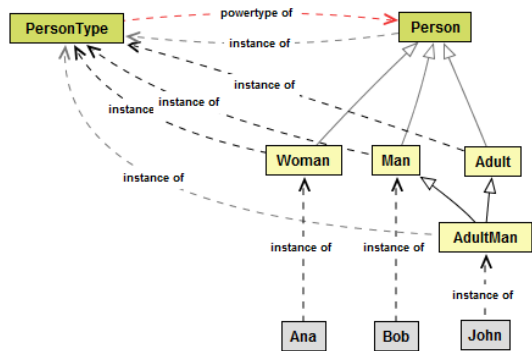 powertype of
PersonType
Person
instance of
instance of
instance
instance of
Woman
Man
Adult
instance of
AdultMan
instance of
instance of
instance of
Ana
Bob
John